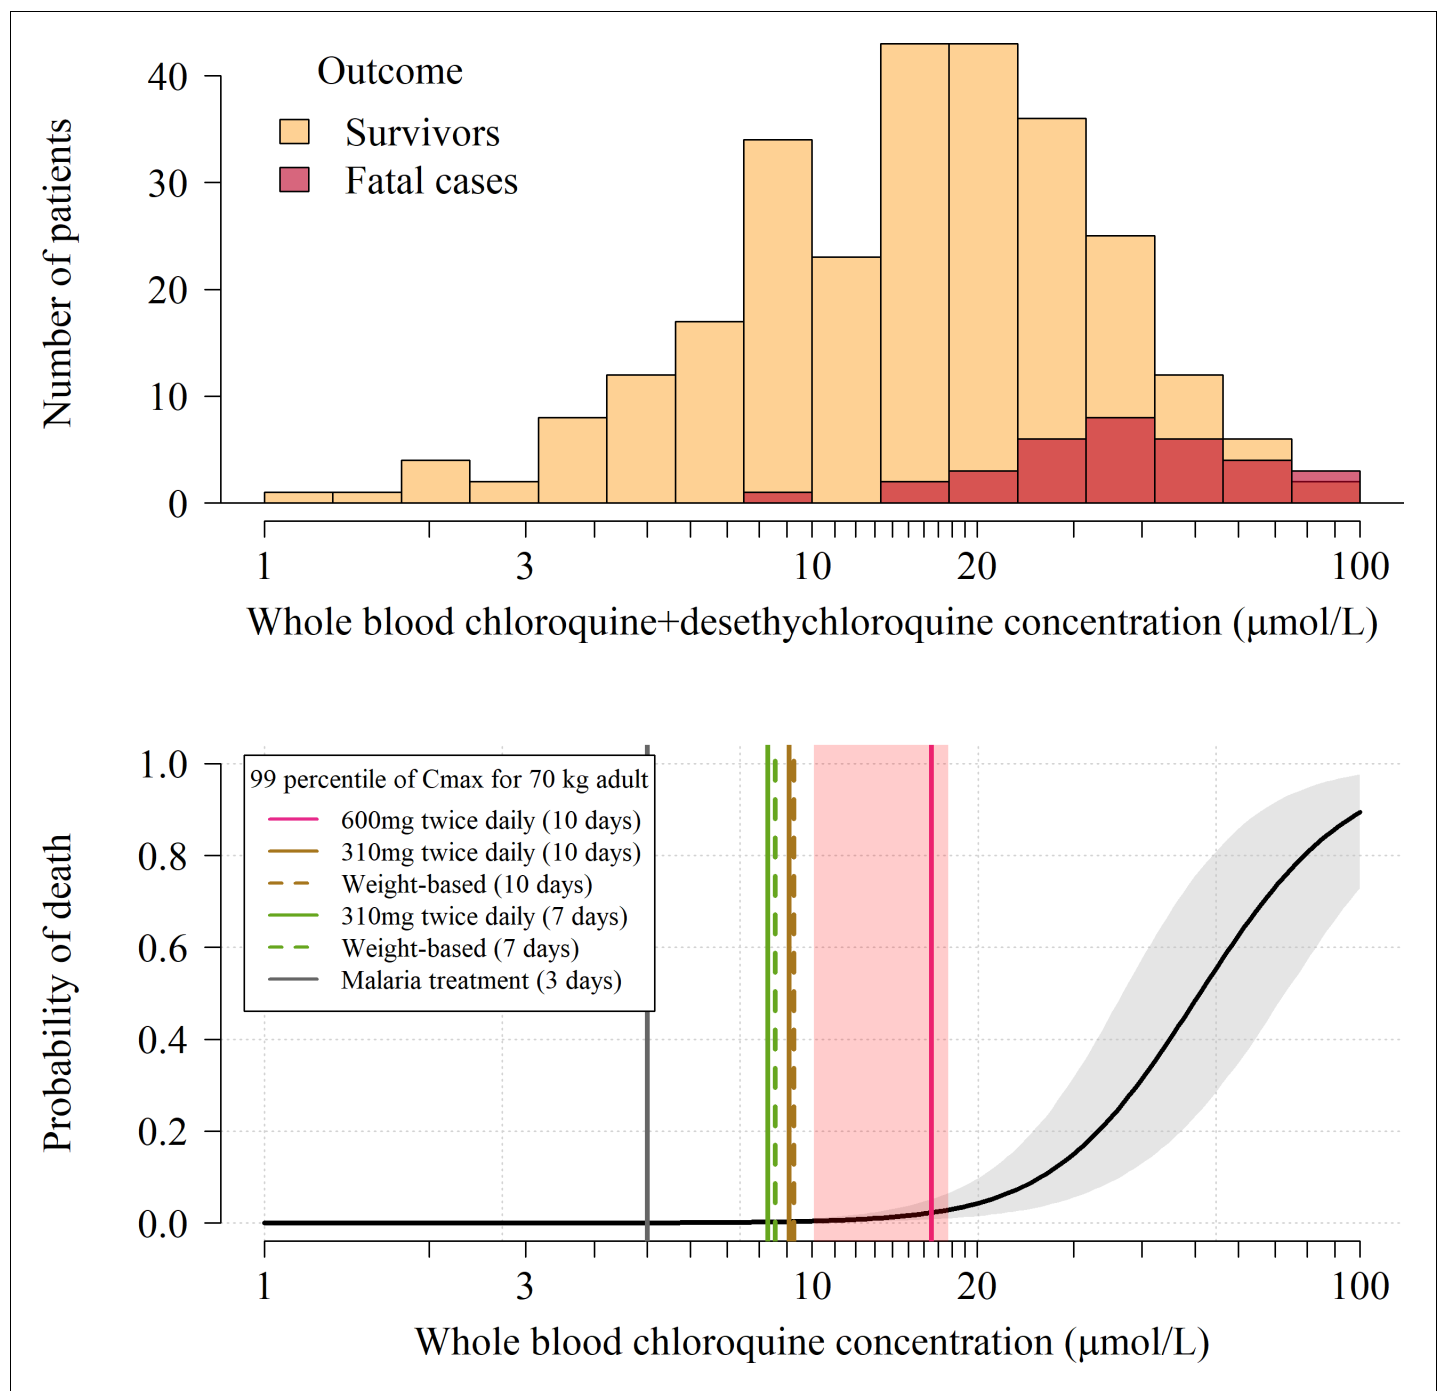 Outcome
Survivors
Fatal cases
Number of patients
40
30
20
10
0
1 3 10 20 100
Whole blood chloroquine+desethychloroquine concentration (μmol/L)
99 percentile of Cmax for 70 kg adult
600mg twice daily (10 days)
310mg twice daily (10 days)
Weight-based (10 days)
310mg twice daily (7 days)
Weight-based (7 days)
Malaria treatment (3 days)
Probability of death
1.0
0.8
0.6
0.4
0.2
0.0
1 3 10 20 100
Whole blood chloroquine concentration (μmol/L)